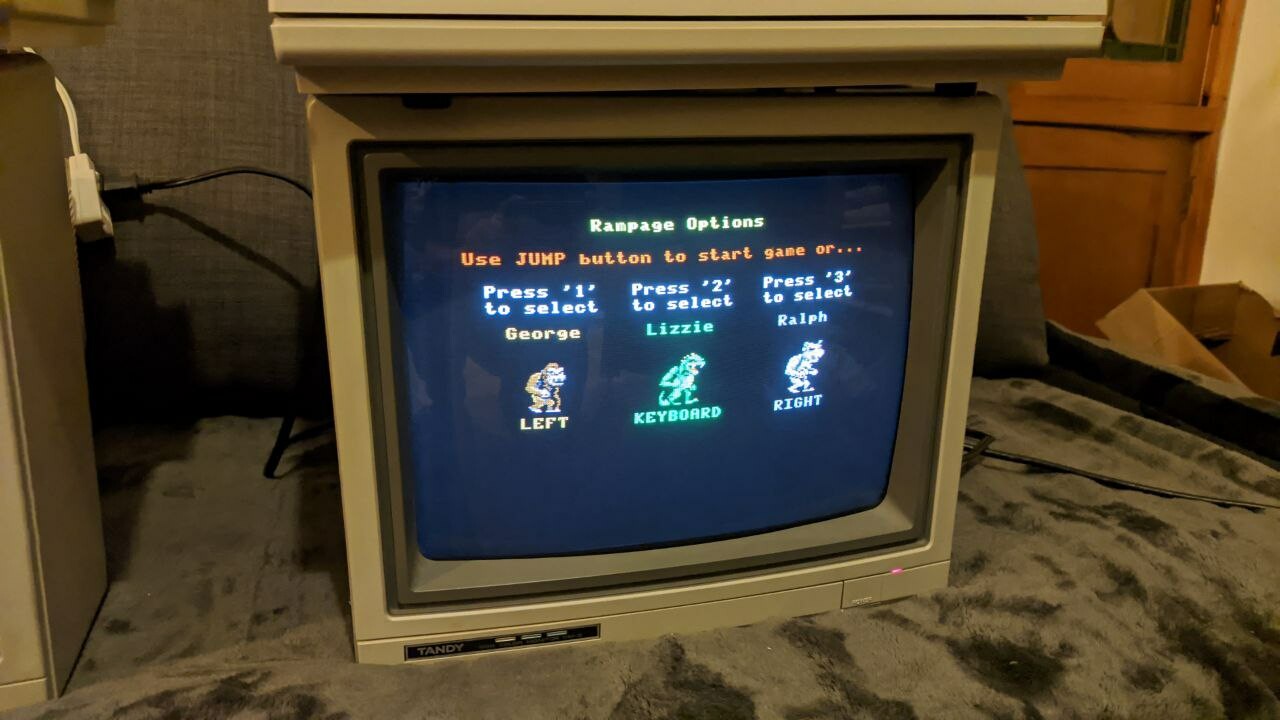 Rampage Options
Use JUMP button to start game or...
Press '1'
to select
George
LEFT
Press '2'
to select
Lizzie
KEYBOARD
Press '3'
to select
Ralph
RIGHT
TANDY